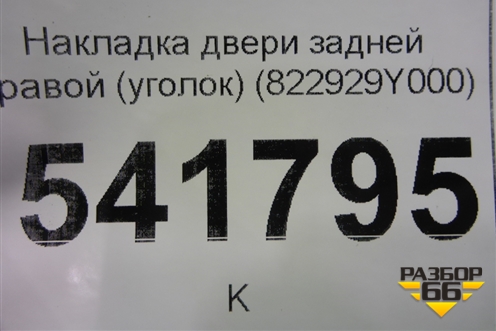 Накладка двери задней
равой (уголок) (822929Y000)
541795
К
РАЗБОР
66